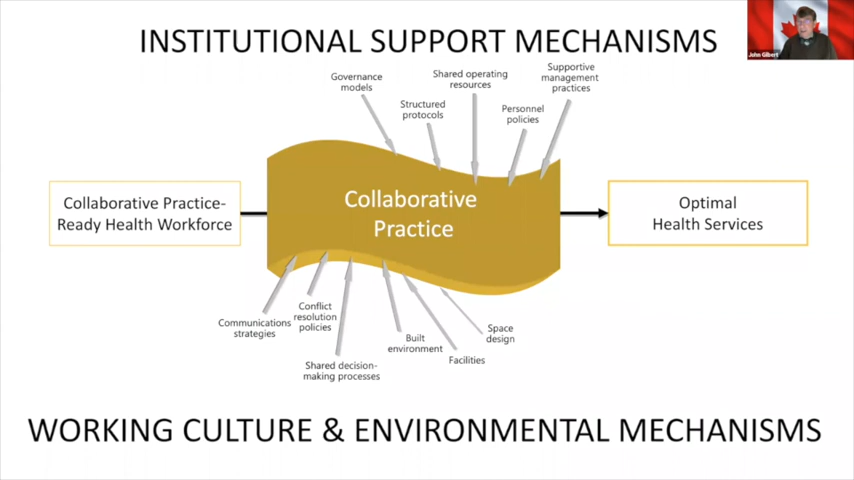 INSTITUTIONAL SUPPORT MECHANISMS
John Gilbert
Governance
models
Structured
protocols
Shared operating
resources
Personnel
policies
Supportive
management
practices
Collaborative Practice-
Ready Health Workforce
Collaborative
Practice
Optimal
Health Services
Communications
strategies
Conflict
resolution
policies
Shared decision-
making processes
Built
environment
Facilities
Space
design
WORKING CULTURE & ENVIRONMENTAL MECHANISMS